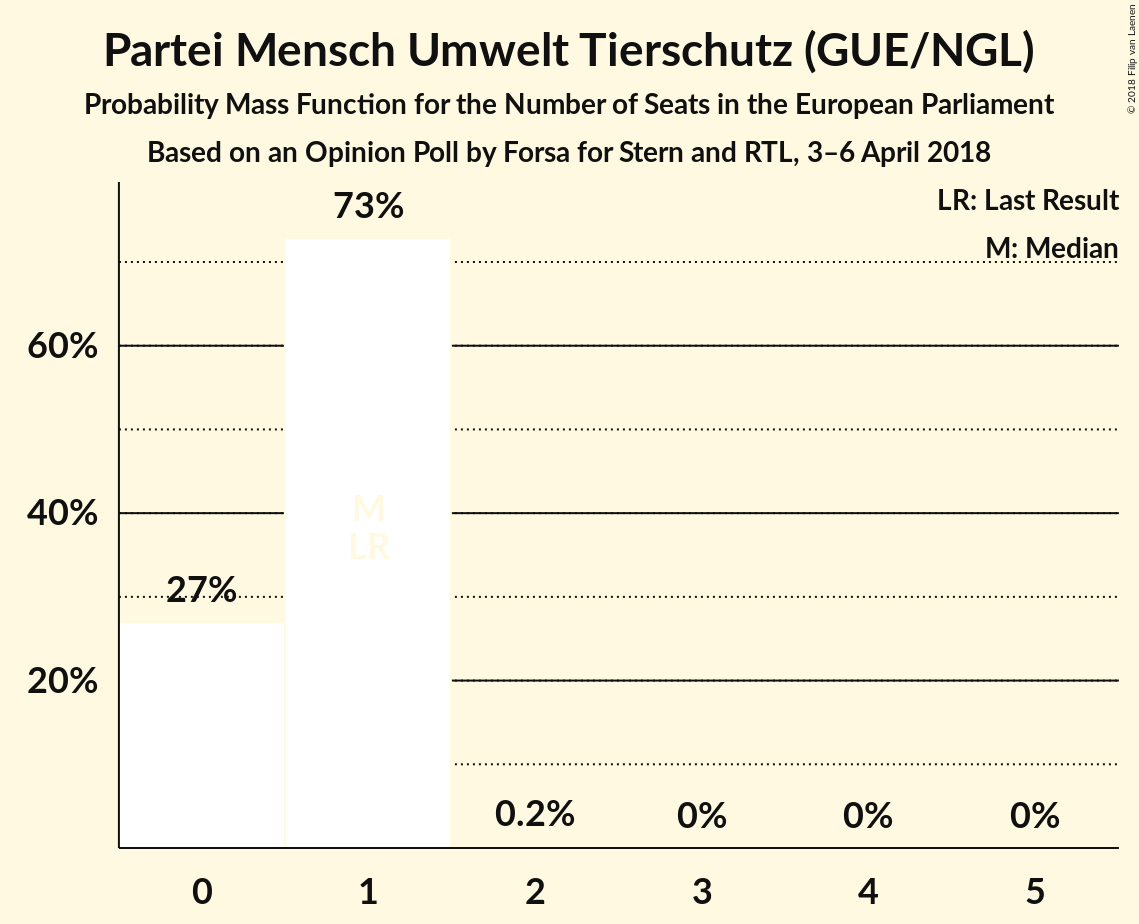 Partei Mensch Umwelt Tierschutz (GUE/NGL)
Probability Mass Function for the Number of Seats in the European Parliament
Based on an Opinion Poll by Forsa for Stern and RTL, 3–6 April 2018
© 2018 Filip van Laenen
LR: Last Result
M: Median
73%
60%
40%
20%
27%
M
LR
0.2%
0%
0%
0%
0
1
2
3
4
5